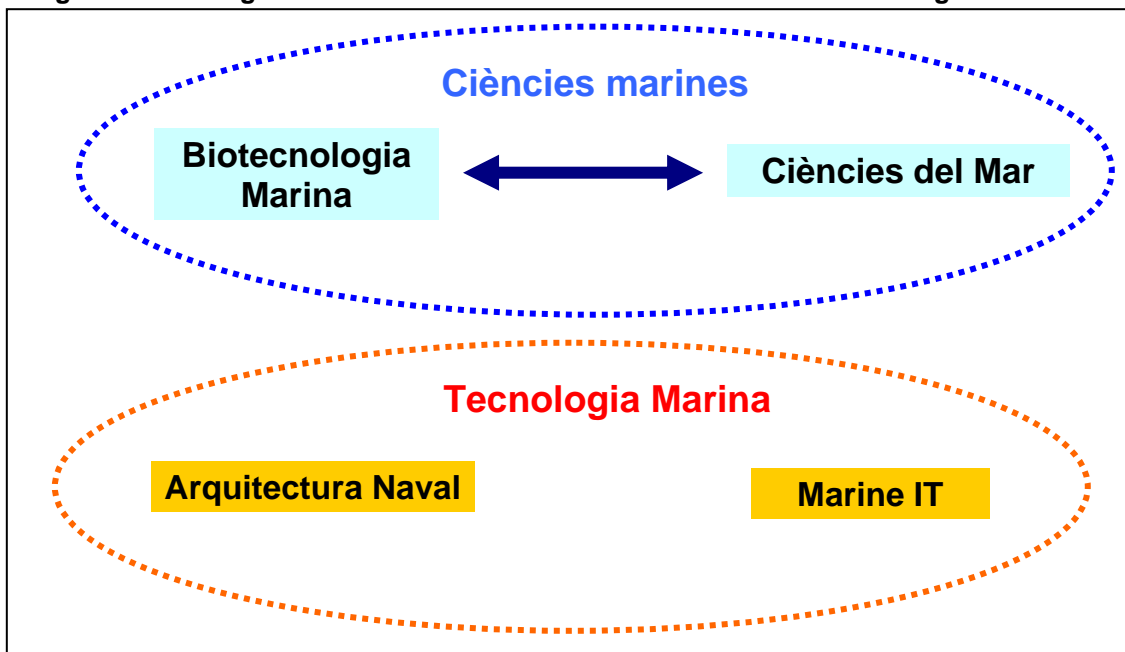 Ciències marines
Biotecnologia
Marina
Ciències del Mar
Tecnologia Marina
Arquitectura Naval
Marine IT